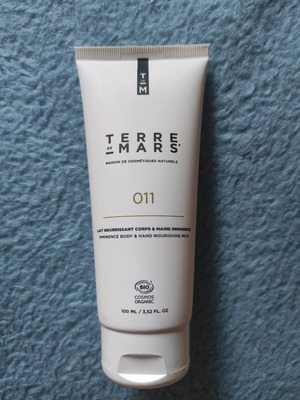 T
DE
M
TERRE
DE MARS®
MAISON DE COSMÉTIQUES NATURELS
011
LAIT NOURRISSANT CORPS & MAINS IMMINENCE
IMMINENCE BODY & HAND NOURISHING MILK
BIO
COSMOS
ORGANIC
100 ML / 3,52 FL. OZ